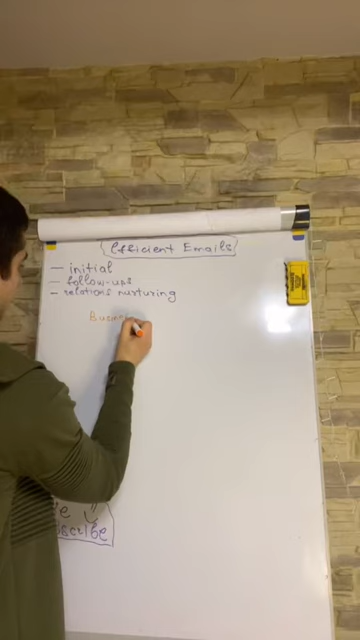 Efficient Emails
— initial
— follow-ups
— relations nurturing